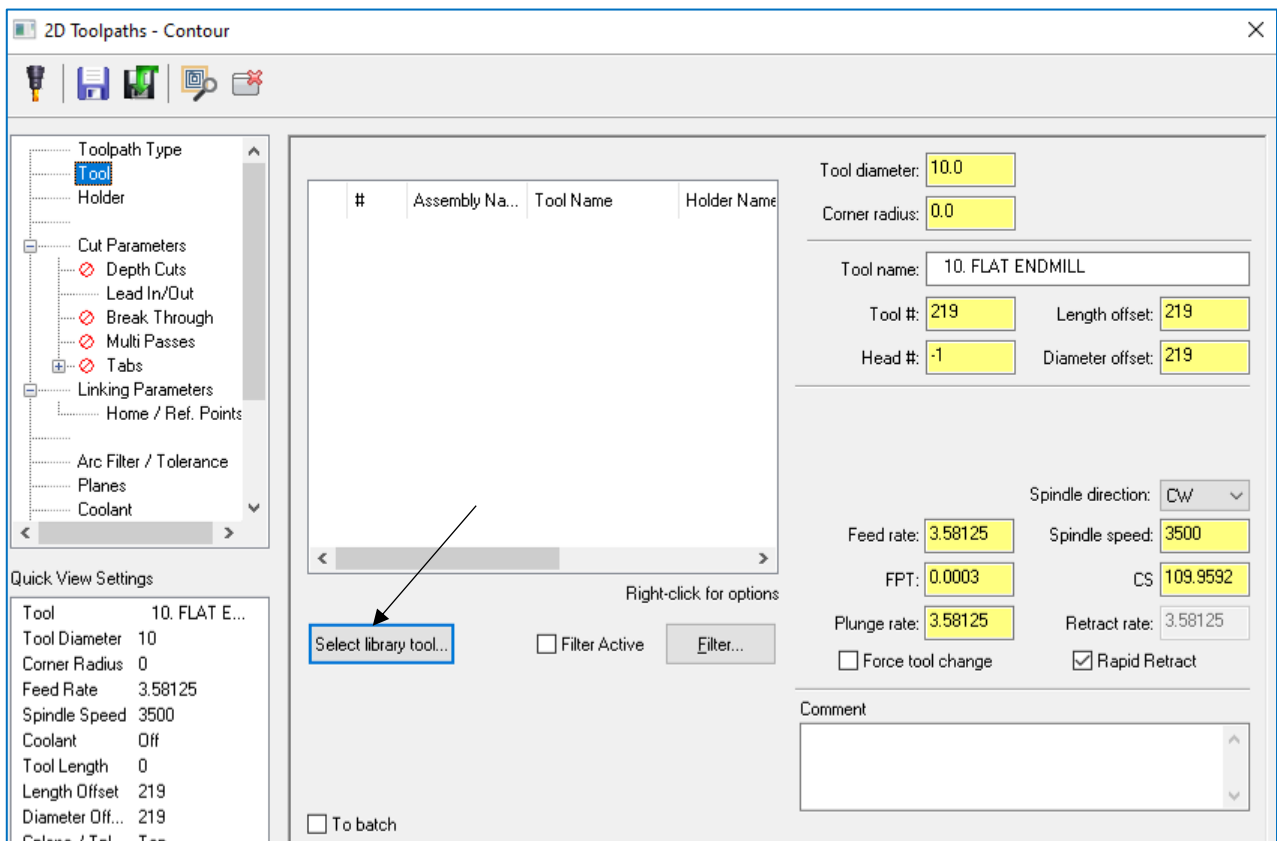 2D Toolpaths - Contour
Toolpath Type
Tool
Holder
Cut Parameters
Depth Cuts
Lead In/Out
Break Through
Multi Passes
Tabs
Linking Parameters
Home / Ref. Points
Arc Filter / Tolerance
Planes
Coolant
Quick View Settings
Tool 10. FLAT E...
Tool Diameter 10
Corner Radius 0
Feed Rate 3.58125
Spindle Speed 3500
Coolant Off
Tool Length 0
Length Offset 219
Diameter Off... 219
# Assembly Na... Tool Name Holder Name
Right-click for options
Select library tool... Filter Active Filter...
To batch
Tool diameter: 10.0
Corner radius: 0.0
Tool name: 10. FLAT ENDMILL
Tool #: 219 Length offset: 219
Head #: -1 Diameter offset: 219
Spindle direction: CW
Feed rate: 3.58125 Spindle speed: 3500
FPT: 0.0003 CS 109.9592
Plunge rate: 3.58125 Retract rate: 3.58125
Force tool change Rapid Retract
Comment